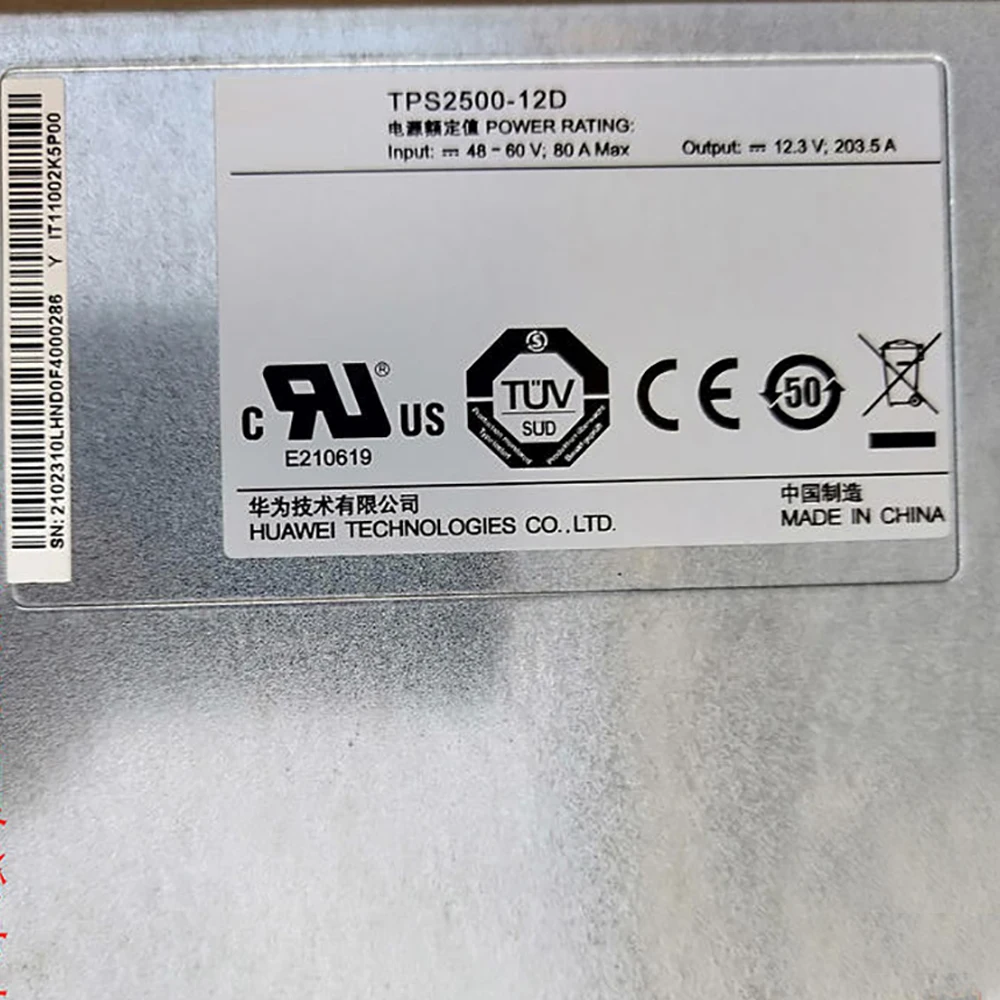 TPS2500-12D
电源额定值 POWER RATING:
Input: ⎓ 48 - 60 V; 80 A Max
Output: ⎓ 12.3 V; 203.5 A
SN: 2102310LHND0F4000286 Y IT11002K5P00
C RU® US
E210619
S
TÜV
SUD
CE
50
华为技术有限公司
HUAWEI TECHNOLOGIES CO.,LTD.
中国制造
MADE IN CHINA